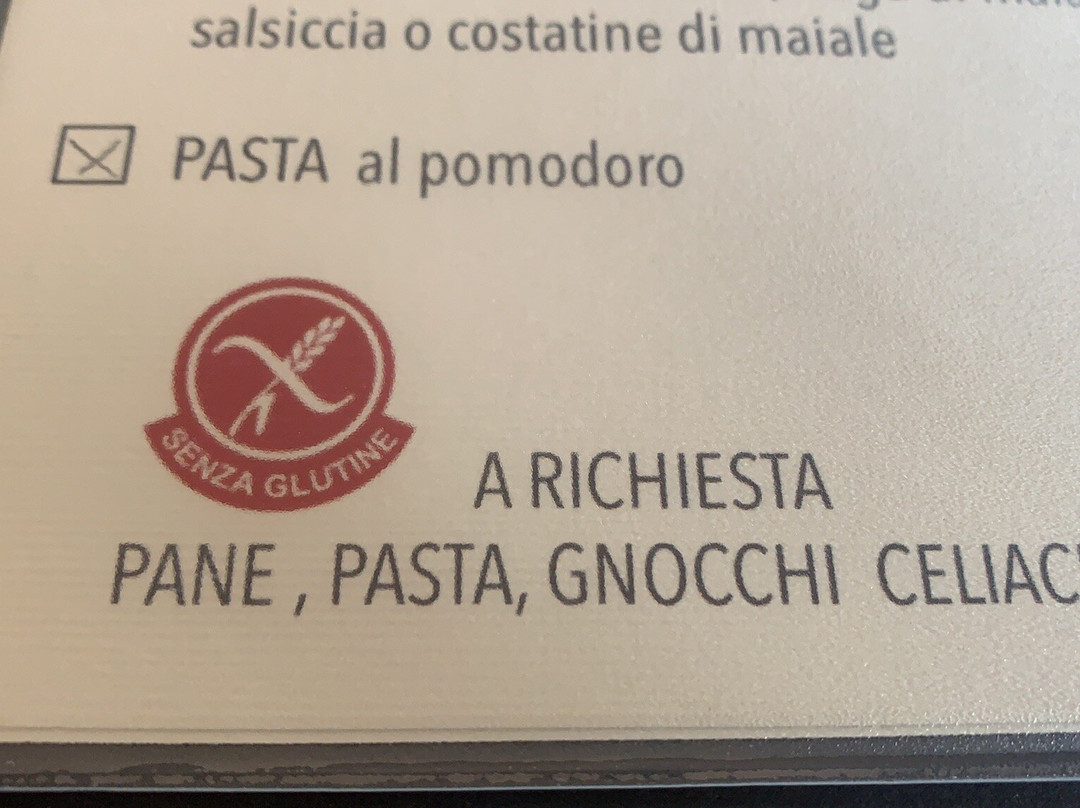 salsiccia o costatine di maiale
PASTA al pomodoro
SENZA GLUTINE
A RICHIESTA
PANE , PASTA, GNOCCHI